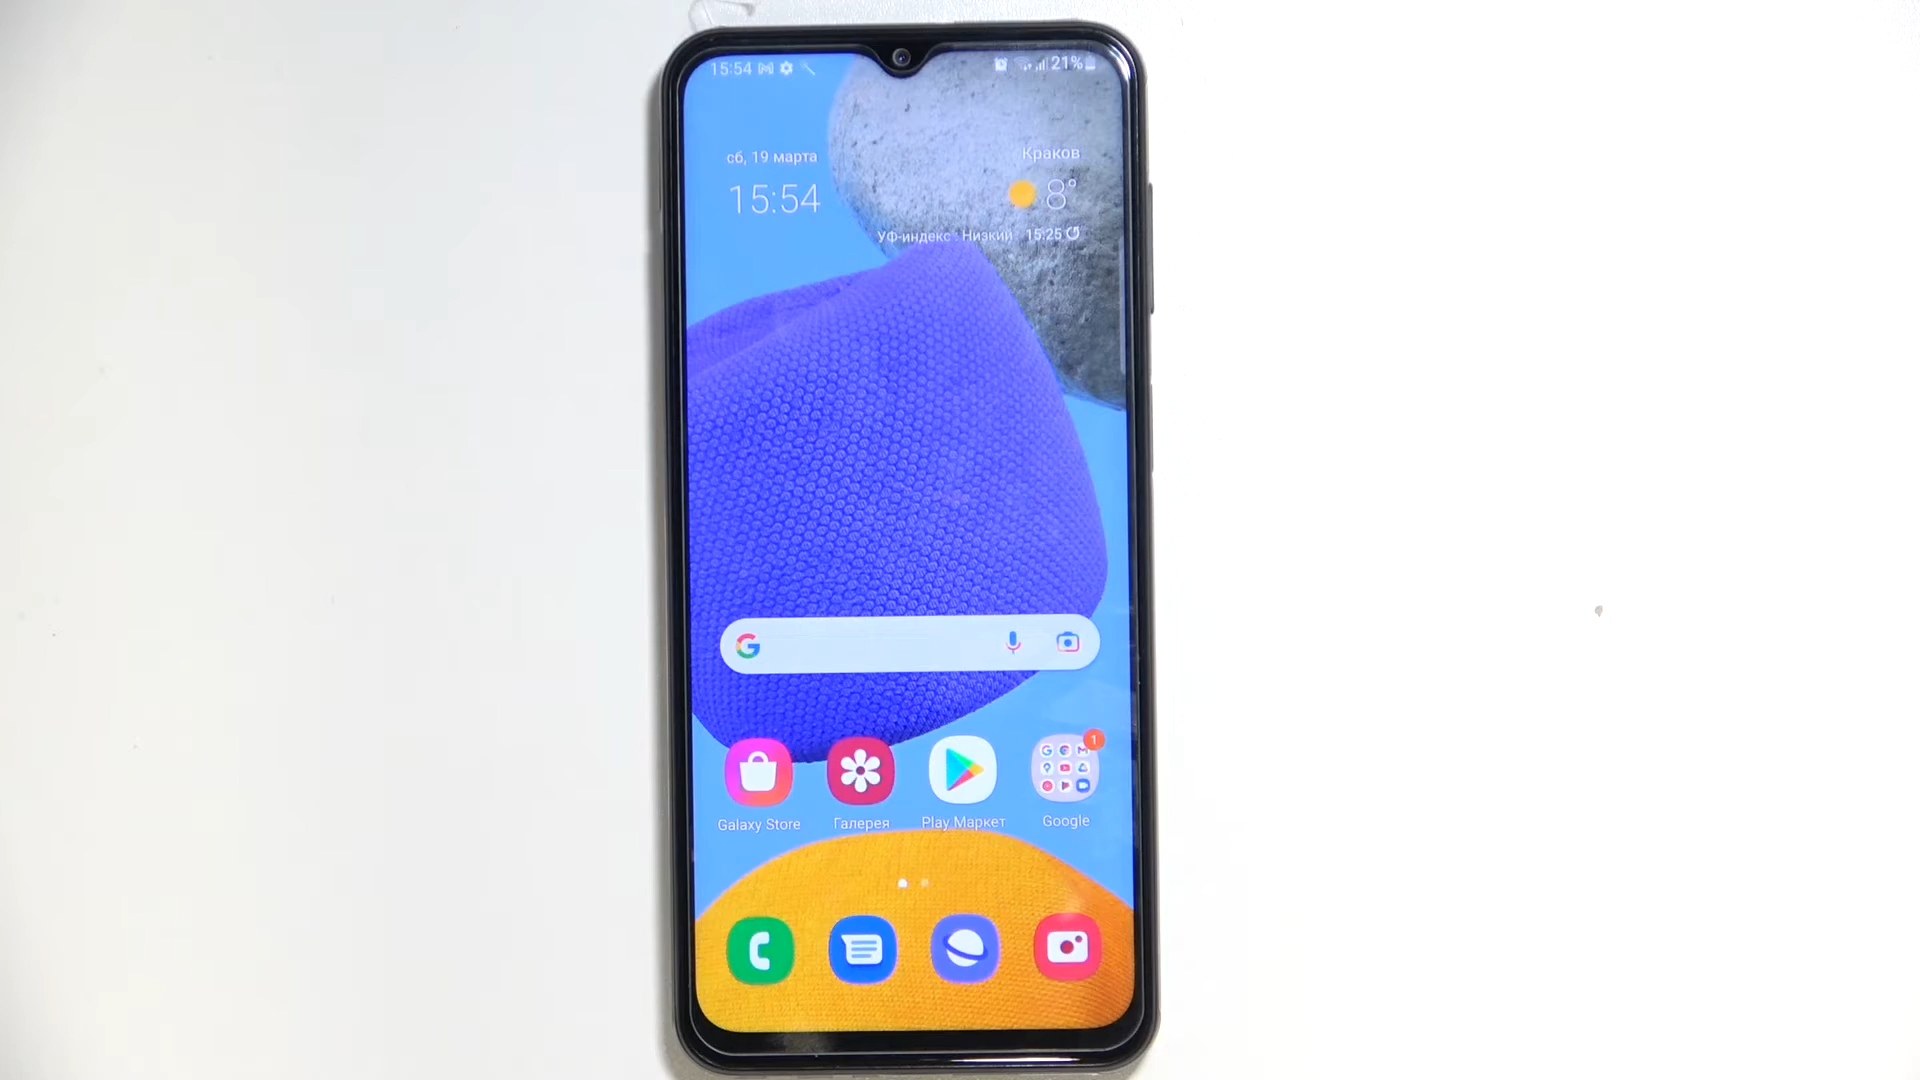 15:54 21%
сб, 19 марта Краков
15:54 8°
УФ-индекс : Низкий 15:25
G
1
Galaxy Store Галерея Play Маркет Google